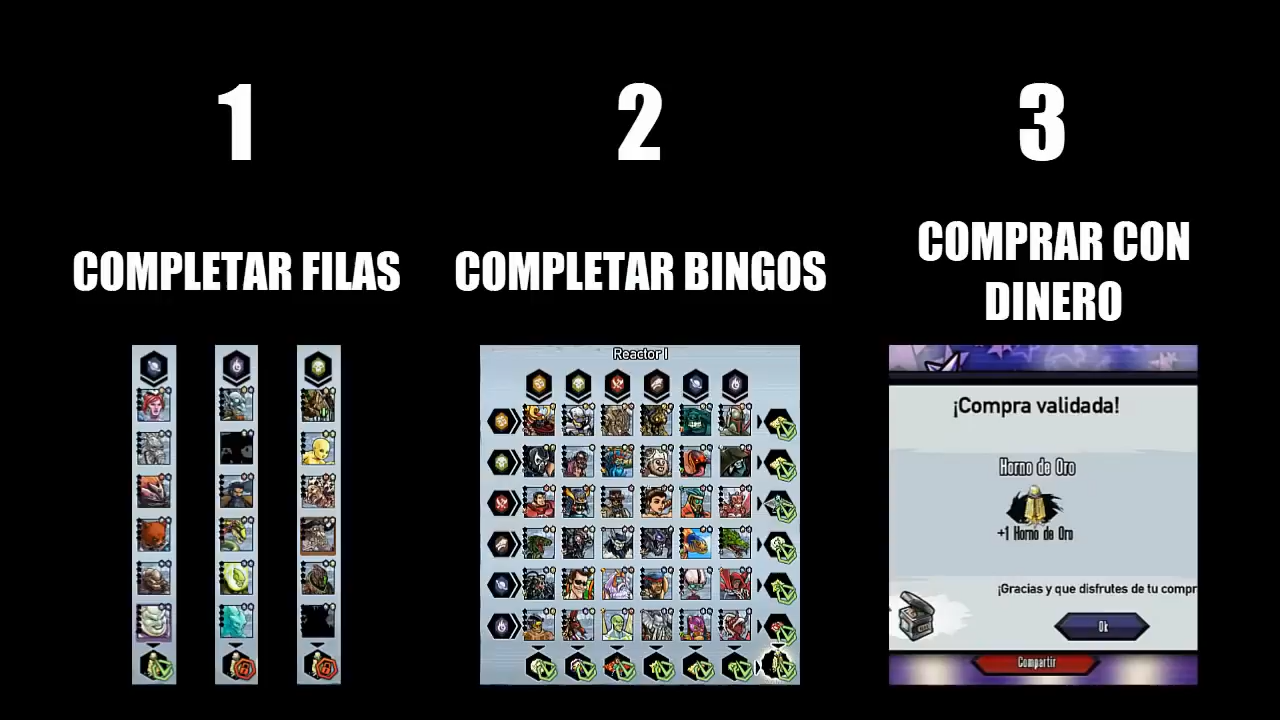 1
2
3
COMPLETAR FILAS
COMPLETAR BINGOS
COMPRAR CON
DINERO
Reactor I
¡Compra validada!
Horno de Oro
+1 Horno de Oro
¡Gracias y que disfrutes de tu compr
Ok
Compartir